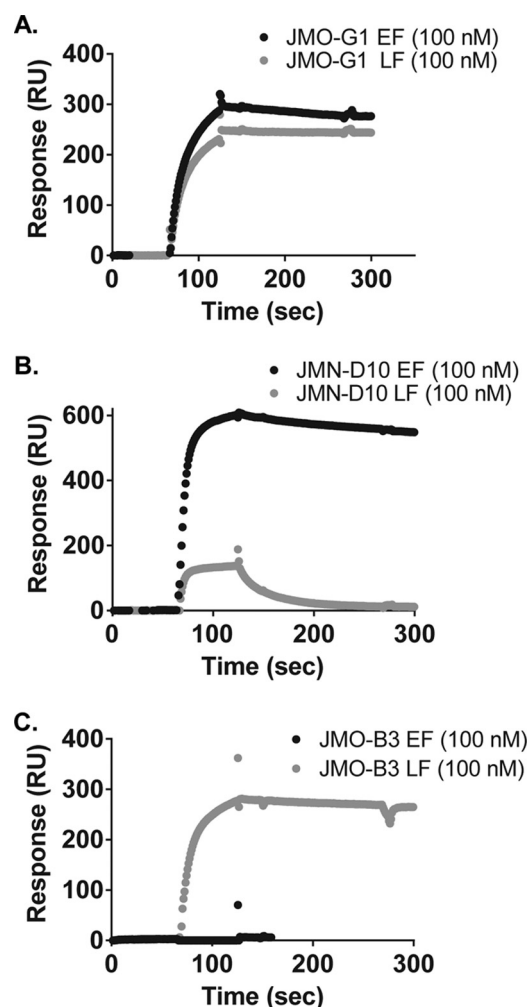 A.
JMO-G1 EF (100 nM)
JMO-G1 LF (100 nM)
400
300
200
100
0
Response (RU)
0 100 200 300
Time (sec)
B.
JMN-D10 EF (100 nM)
JMN-D10 LF (100 nM)
600
400
200
0
Response (RU)
0 100 200 300
Time (sec)
C.
JMO-B3 EF (100 nM)
JMO-B3 LF (100 nM)
400
300
200
100
0
Response (RU)
0 100 200 300
Time (sec)